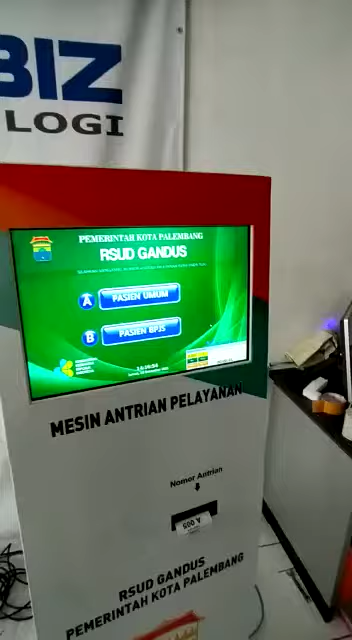 BIZ
LOGI
PEMERINTAH KOTA PALEMBANG
RSUD GANDUS
A PASIEN UMUM
B PASIEN BPJS
MESIN ANTRIAN PELAYANAN
Nomor Antrian
A 005
RSUD GANDUS
PEMERINTAH KOTA PALEMBANG